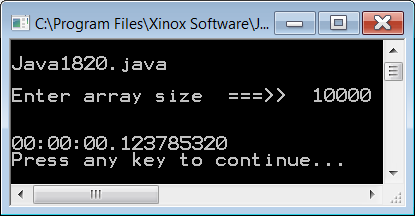 C:\Program Files\Xinox Software\J...
Java1820.java
Enter array size  ===>>  10000
00:00:00.123785320
Press any key to continue...